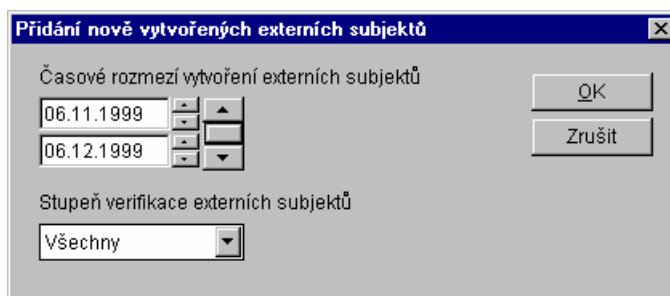 Přidání nově vytvořených externích subjektů
Časové rozmezí vytvoření externích subjektů
06.11.1999
06.12.1999
OK
Zrušit
Stupeň verifikace externích subjektů
Všechny